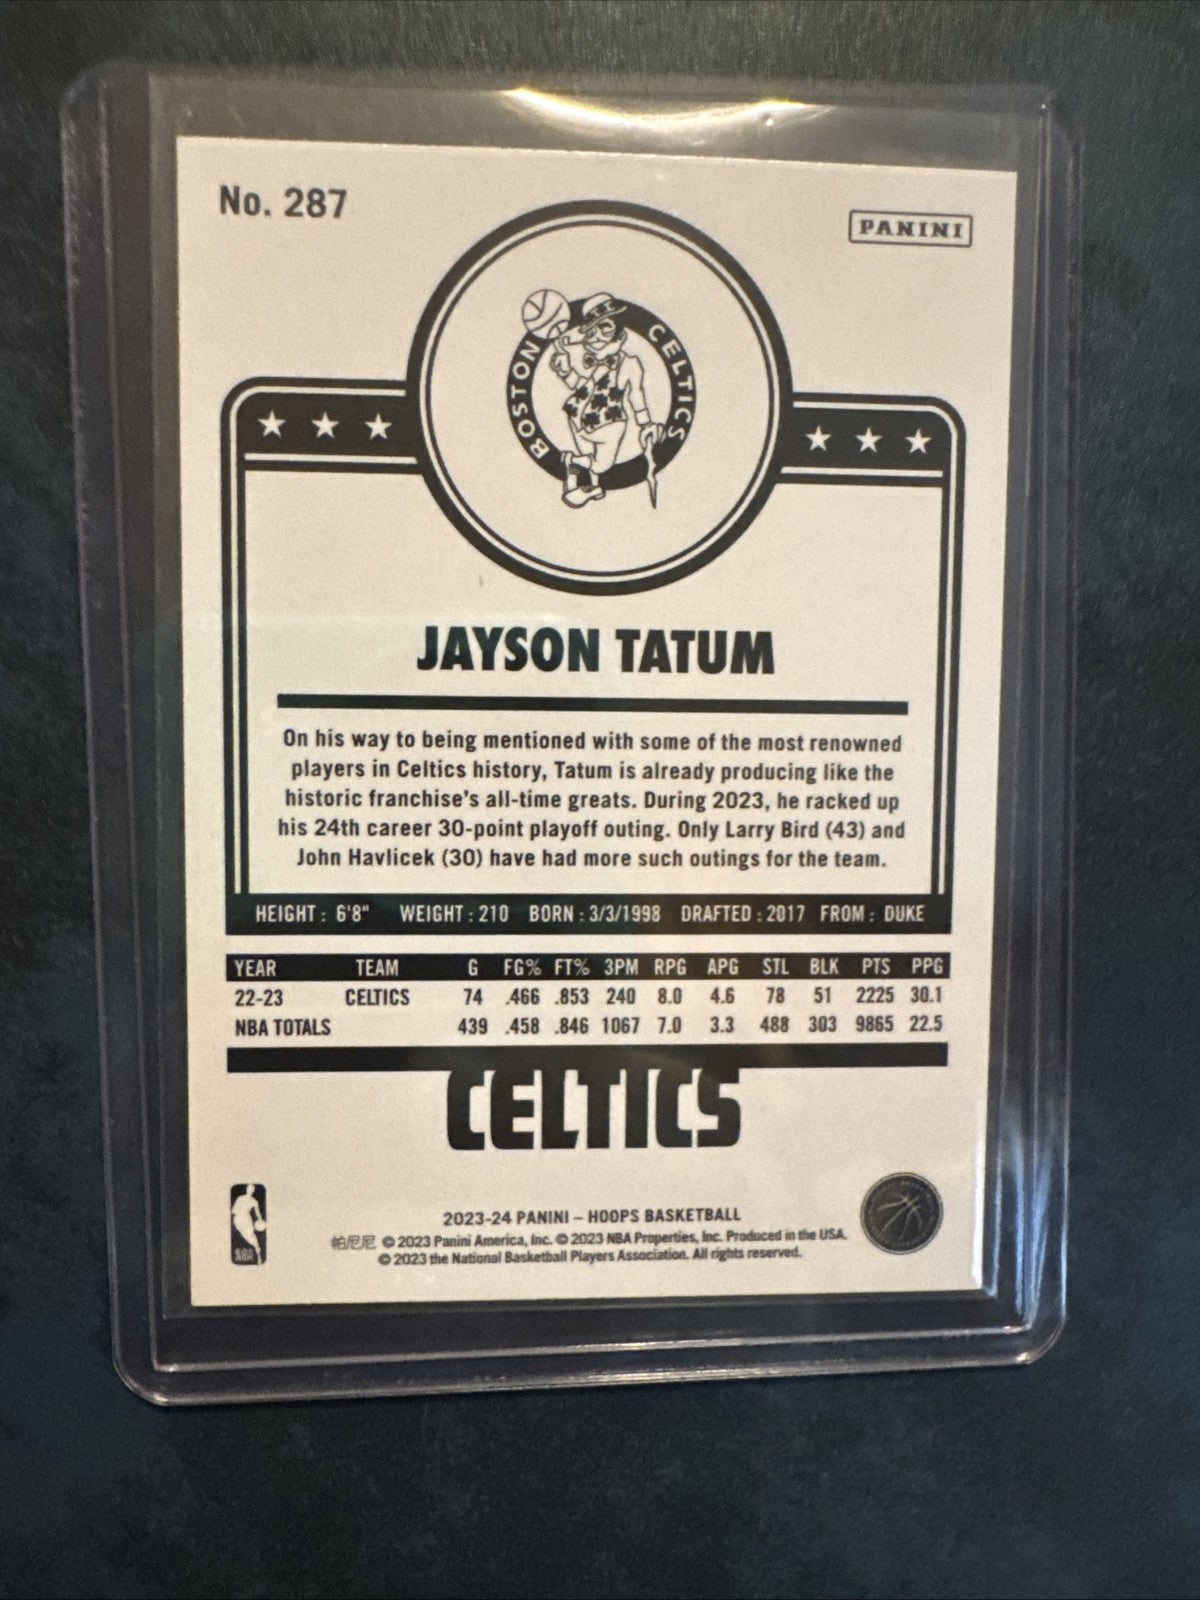 No. 287
PANINI
BOSTON CELTICS
JAYSON TATUM
On his way to being mentioned with some of the most renowned
players in Celtics history, Tatum is already producing like the
historic franchise's all-time greats. During 2023, he racked up
his 24th career 30-point playoff outing. Only Larry Bird (43) and
John Havlicek (30) have had more such outings for the team.
HEIGHT : 6'8" WEIGHT : 210 BORN : 3/3/1998 DRAFTED : 2017 FROM : DUKE
YEAR TEAM G FG% FT% 3PM RPG APG STL BLK PTS PPG
22-23 CELTICS 74 .466 .853 240 8.0 4.6 78 51 2225 30.1
NBA TOTALS 439 .458 .846 1067 7.0 3.3 488 303 9865 22.5
CELTICS
NBA
2023-24 PANINI – HOOPS BASKETBALL
帕尼尼 © 2023 Panini America, Inc. © 2023 NBA Properties, Inc. Produced in the USA.
© 2023 the National Basketball Players Association. All rights reserved.